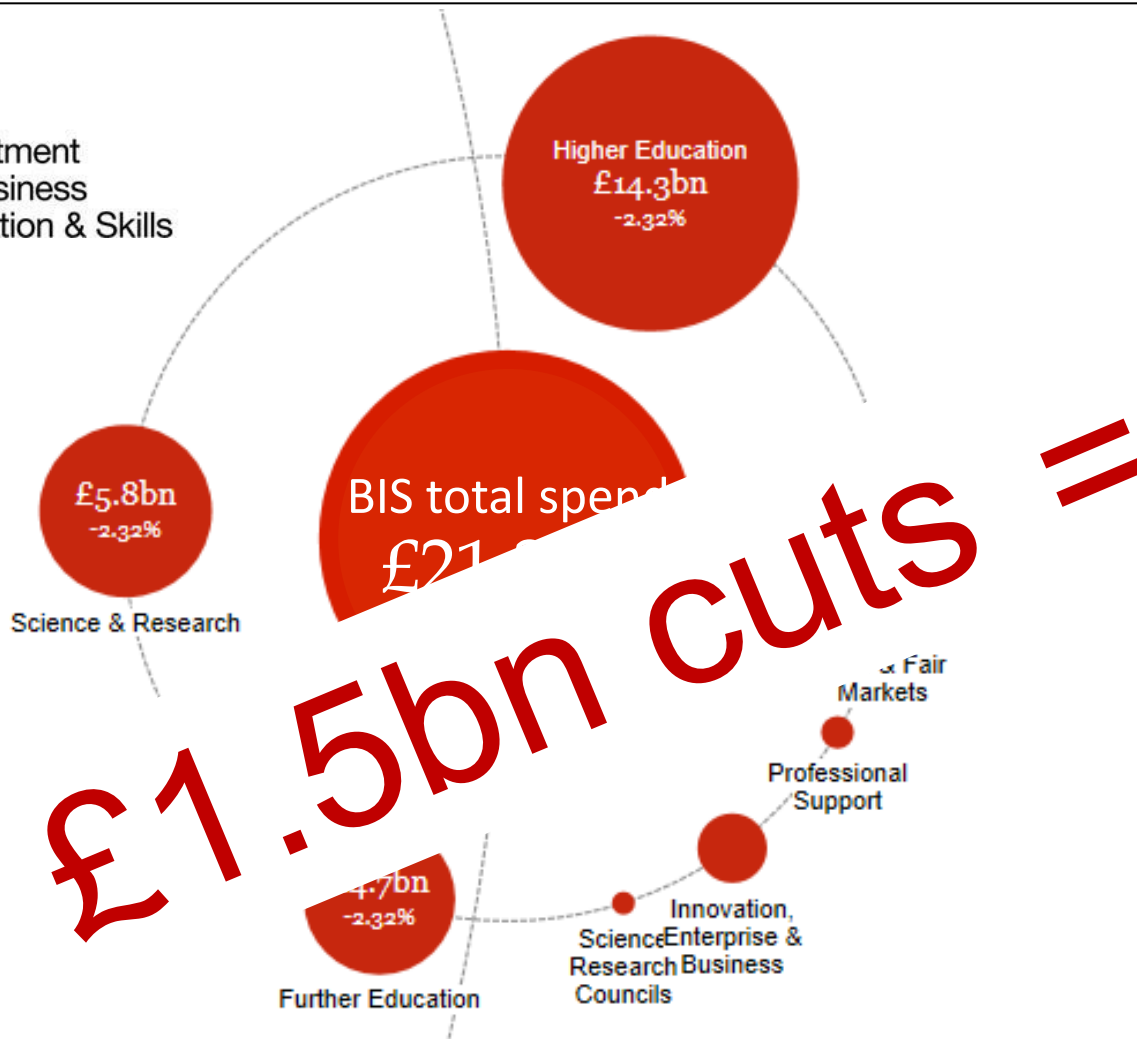 tment
siness
tion & Skills
Higher Education
£14.3bn
-2.32%
£5.8bn
-2.32%
Science & Research
BIS total spend
£21
£1.5bn cuts =
& Fair
Markets
Professional
Support
4.7bn
-2.32%
Further Education
Innovation,
Enterprise &
Business
Science
Research
Councils